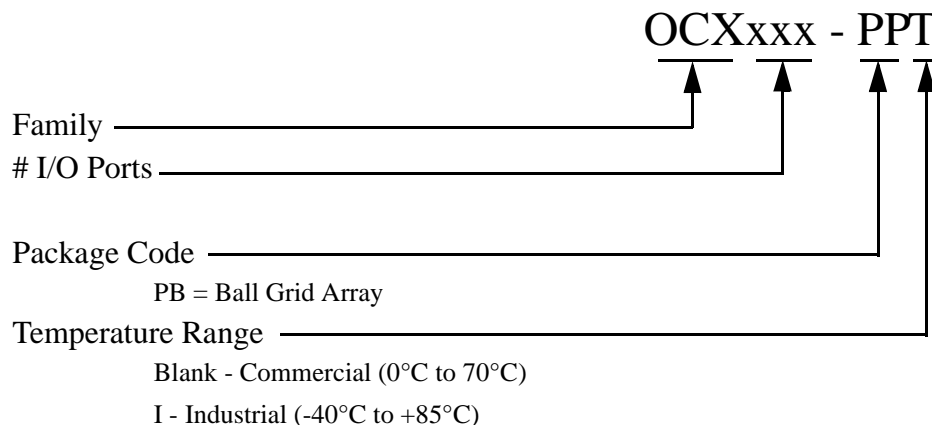 OCXxxx - PPT
Family
# I/O Ports
Package Code
PB = Ball Grid Array
Temperature Range
Blank - Commercial (0°C to 70°C)
I - Industrial (-40°C to +85°C)